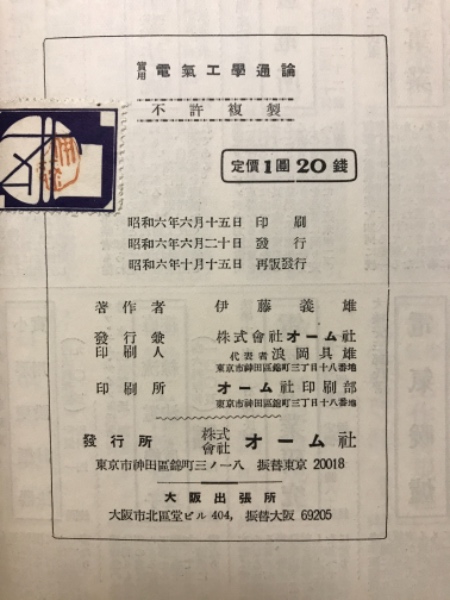 實用 電氣工學通論
不許複製
定價 1 圓 20 錢
昭和六年六月十五日 印刷
昭和六年六月二十日 發行
昭和六年十月十五日 再版發行
著作者 伊藤義雄
發行兼印刷人 株式會社オーム社
代表者 浪岡具雄
東京市神田區錦町三丁目十八番地
印刷所 オーム社印刷部
東京市神田區錦町三丁目十八番地
發行所 株式會社 オーム社
東京市神田區錦町三ノ一八 振替東京 20018
大阪出張所
大阪市北區堂ビル 404, 振替大阪 69205